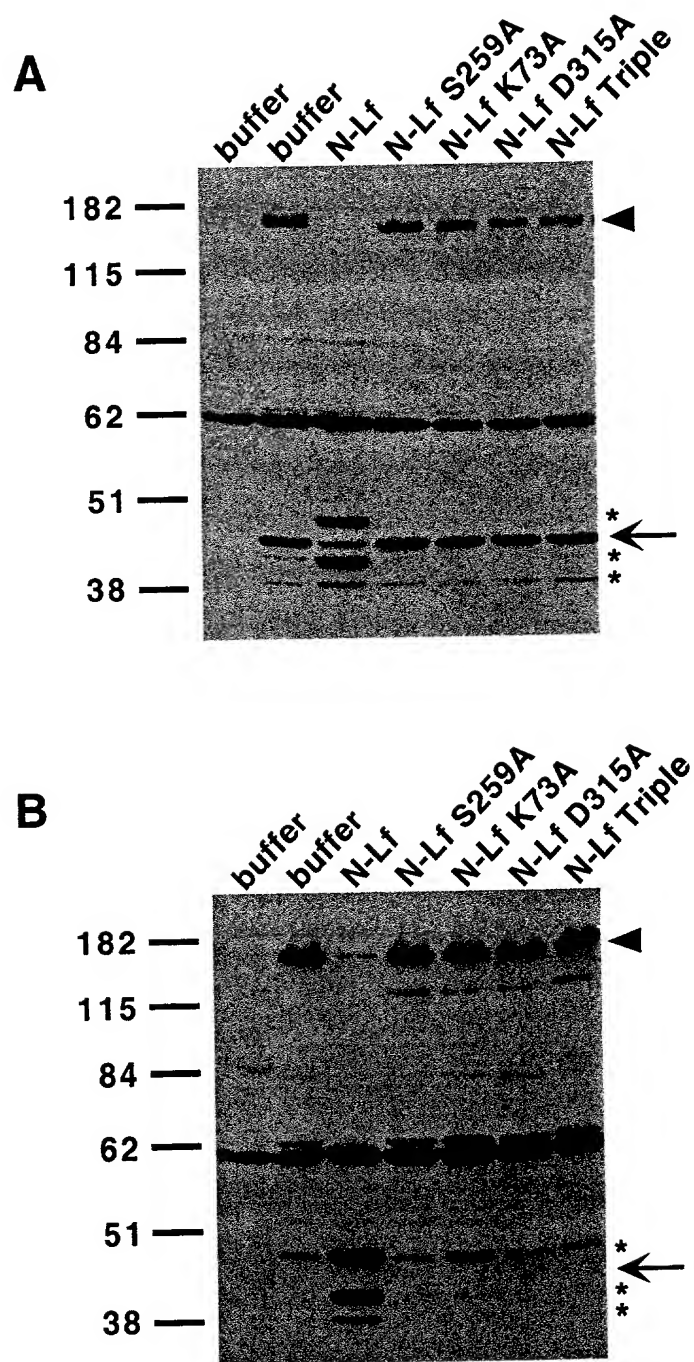 A
buffer
buffer
N-Lf
N-Lf S259A
N-Lf K73A
N-Lf D315A
N-Lf Triple
182
115
84
62
51
*
*
38
*
B
buffer
buffer
N-Lf
N-Lf S259A
N-Lf K73A
N-Lf D315A
N-Lf Triple
182
115
84
62
51
*
*
*
38